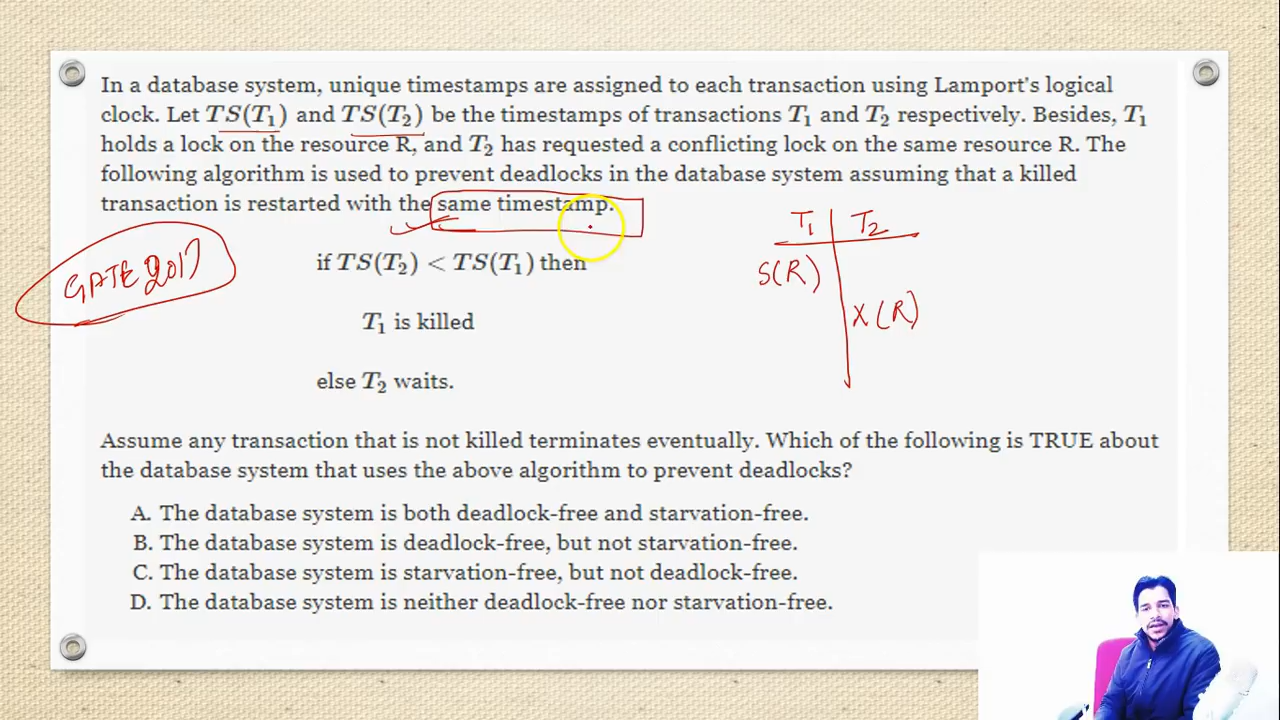 In a database system, unique timestamps are assigned to each transaction using Lamport's logical
clock. Let TS(T₁) and TS(T₂) be the timestamps of transactions T₁ and T₂ respectively. Besides, T₁
holds a lock on the resource R, and T₂ has requested a conflicting lock on the same resource R. The
following algorithm is used to prevent deadlocks in the database system assuming that a killed
transaction is restarted with the same timestamp.
if TS(T₂) < TS(T₁) then
T₁ is killed
else T₂ waits.
GATE 2017
T₁ T₂
S(R)
X(R)
Assume any transaction that is not killed terminates eventually. Which of the following is TRUE about
the database system that uses the above algorithm to prevent deadlocks?
A. The database system is both deadlock-free and starvation-free.
B. The database system is deadlock-free, but not starvation-free.
C. The database system is starvation-free, but not deadlock-free.
D. The database system is neither deadlock-free nor starvation-free.